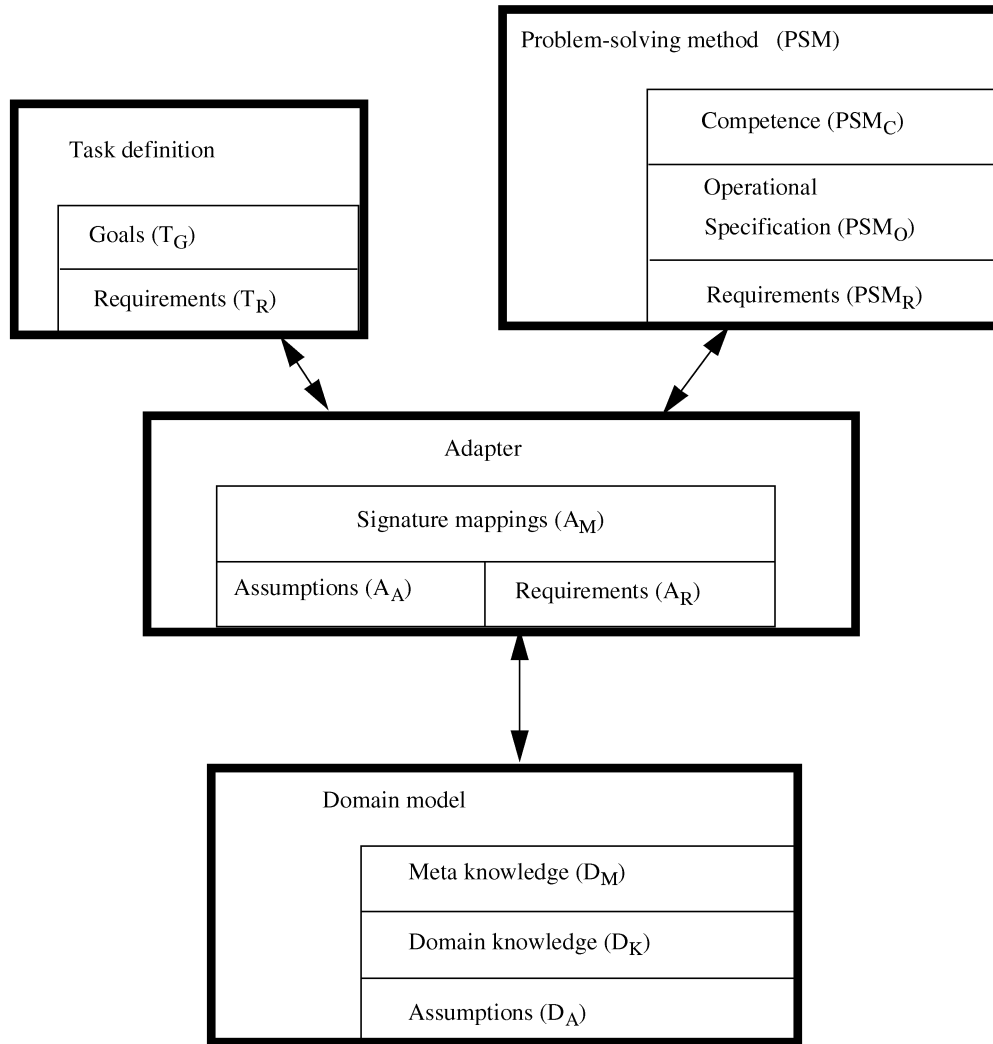 Problem-solving method (PSM)
Competence (PSM_C)
Operational
Specification (PSM_O)
Requirements (PSM_R)
Task definition
Goals (T_G)
Requirements (T_R)
Adapter
Signature mappings (A_M)
Assumptions (A_A)
Requirements (A_R)
Domain model
Meta knowledge (D_M)
Domain knowledge (D_K)
Assumptions (D_A)